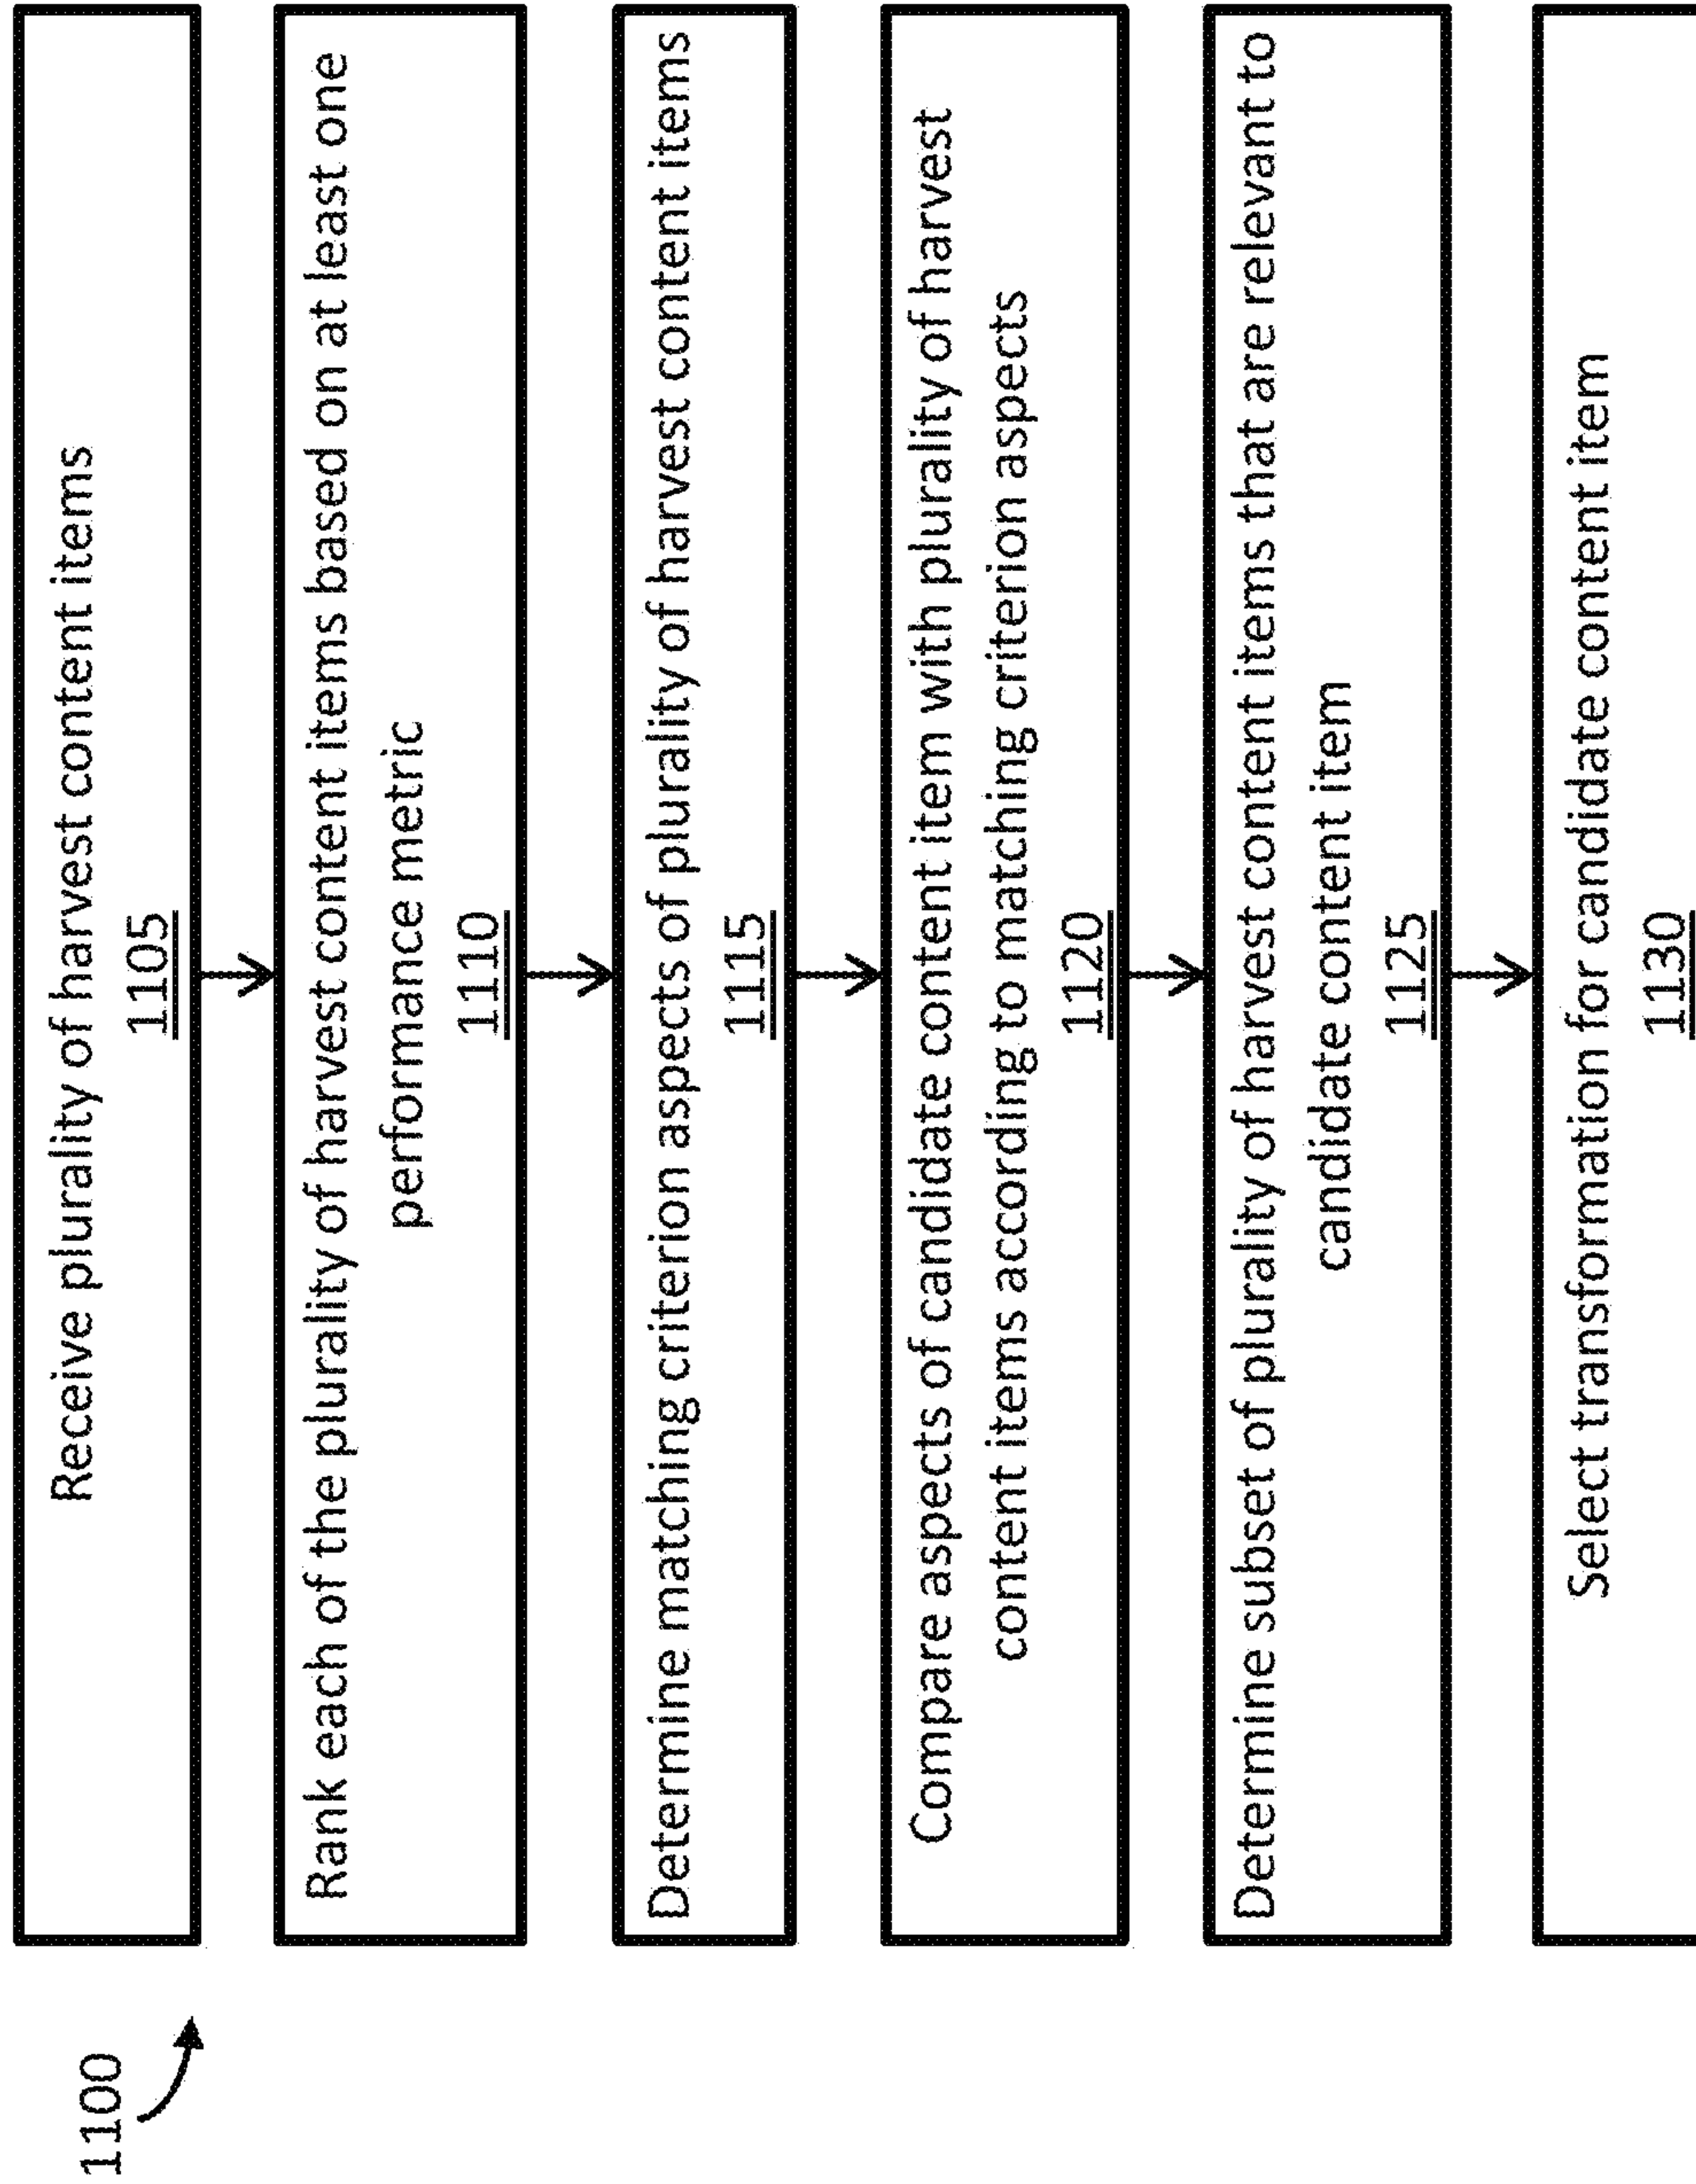 1100
Receive plurality of harvest content items
1105
Rank each of the plurality of harvest content items based on at least one
performance metric
1110
Determine matching criterion aspects of plurality of harvest content items
1115
Compare aspects of candidate content item with plurality of harvest
content items according to matching criterion aspects
1120
Determine subset of plurality of harvest content items that are relevant to
candidate content item
1125
Select transformation for candidate content item
1130